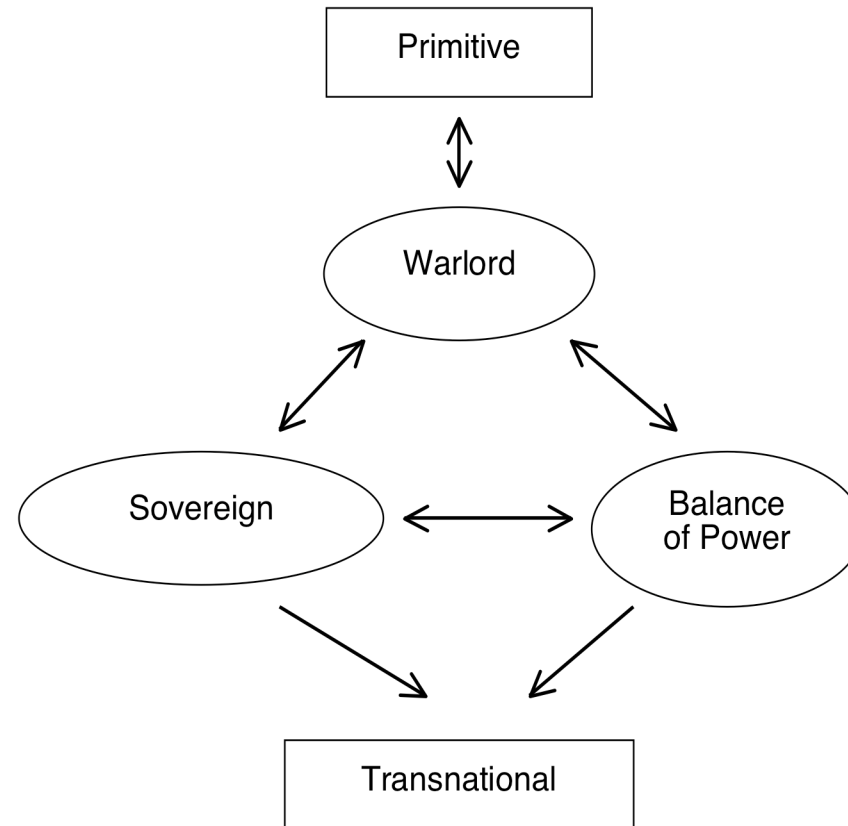 Primitive
Warlord
Sovereign
Balance
of Power
Transnational